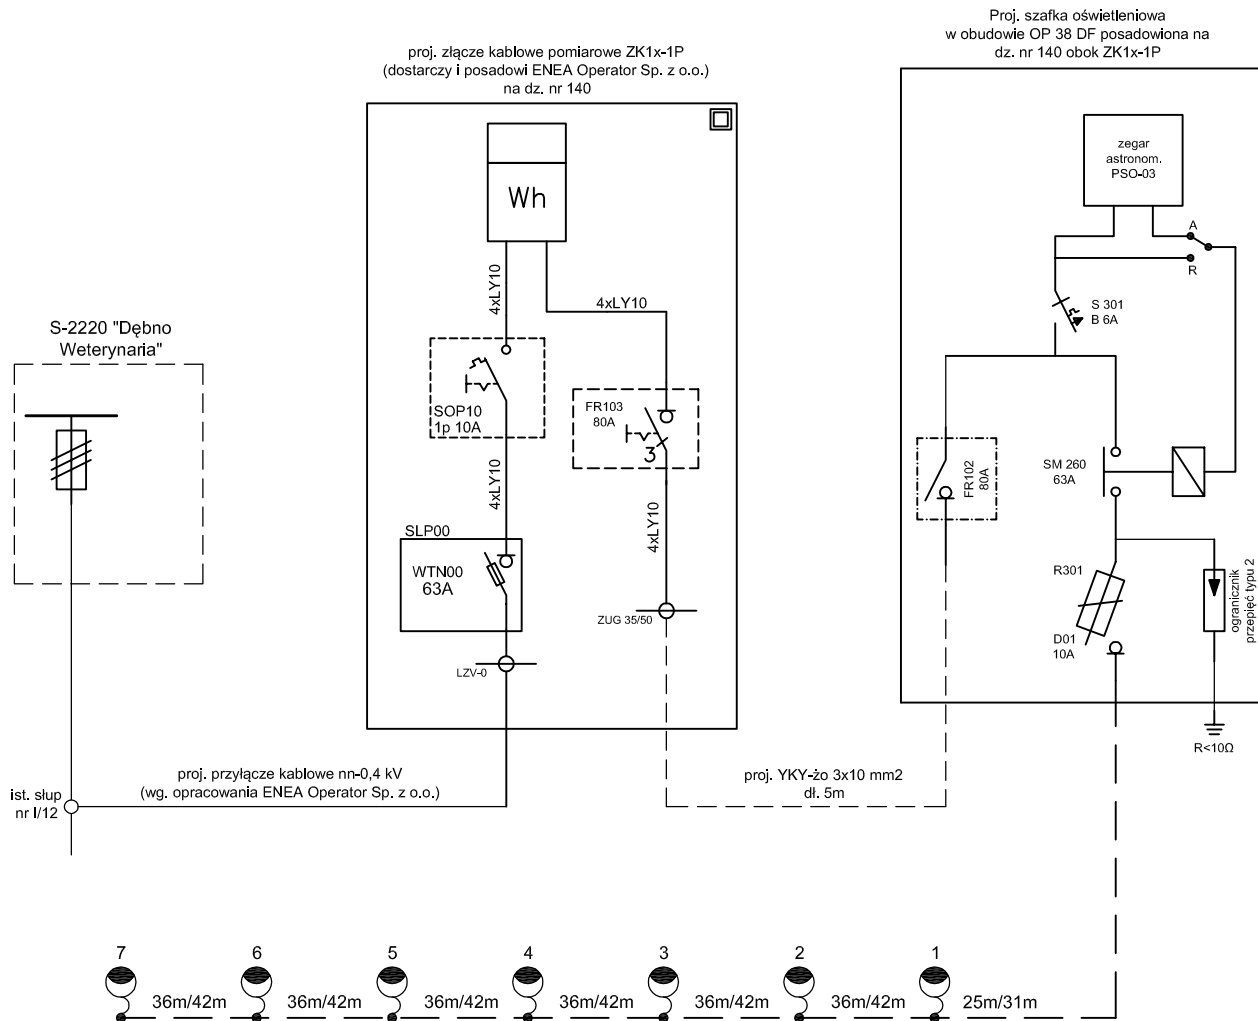 Proj. szafka oświetleniowa
w obudowie OP 38 DF posadowiona na
dz. nr 140 obok ZK1x-1P
proj. złącze kablowe pomiarowe ZK1x-1P
(dostarczy i posadowi ENEA Operator Sp. z o.o.)
na dz. nr 140
zegar
astronom.
PSO-03
Wh
A
R
4xLY10
4xLY10
S 301
B 6A
S-2220 "Dębno
Weterynaria"
SOP10
1p 10A
FR103
80A
3
4xLY10
4xLY10
FR102
80A
SM 260
63A
SLP00
WTN00
63A
R301
D01
10A
ogranicznik
przepięć typu 2
ZUG 35/50
LZV-0
R<10Ω
proj. przyłącze kablowe nn-0,4 kV
(wg. opracowania ENEA Operator Sp. z o.o.)
proj. YKY-żo 3x10 mm2
dł. 5m
ist. słup
nr I/12
7 6 5 4 3 2 1
36m/42m 36m/42m 36m/42m 36m/42m 36m/42m 36m/42m 25m/31m